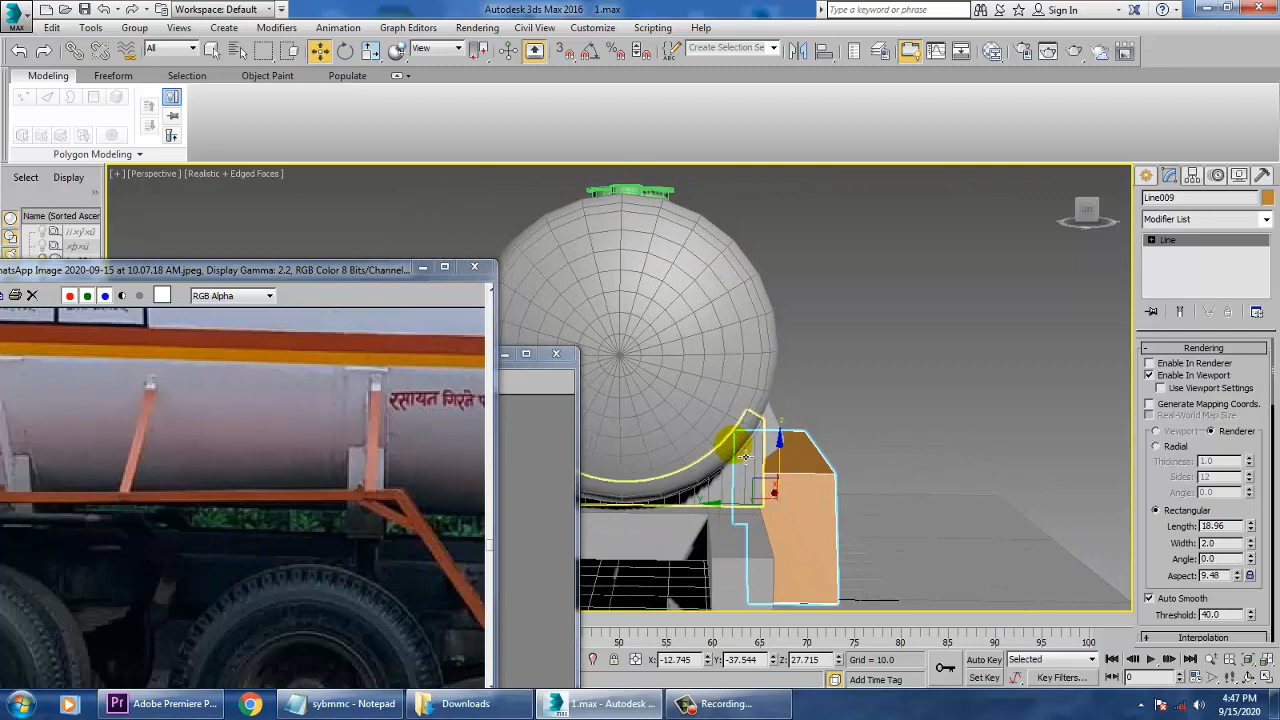 Workspace: Default
Autodesk 3ds Max 2016
1.max
Type a keyword or phrase
Sign In
MAX
Edit Tools Group Views Create Modifiers Animation Graph Editors Rendering Civil View Customize Scripting Help
All
View
Create Selection Se
Modeling Freeform Selection Object Paint Populate
Polygon Modeling
Select Display
Name (Sorted Ascer
[+] [Perspective] [Realistic + Edged Faces]
LEFT
Line009
Modifier List
Line
atsApp Image 2020-09-15 at 10.07.18 AM.jpeg, Display Gamma: 2.2, RGB Color 8 Bits/Channel...
RGB Alpha
रसायन गिरने प
Rendering
Enable In Renderer
Enable In Viewport
Use Viewport Settings
Generate Mapping Coords.
Real-World Map Size
Viewport Renderer
Radial
Thickness: 1.0
Sides: 12
Angle: 0.0
Rectangular
Length: 18.96
Width: 2.0
Angle: 0.0
Aspect: 9.48
Auto Smooth
Threshold: 40.0
Interpolation
50 55 60 65 70 75 80 85 90 95 100
X: -12.745 Y: -37.544 Z: 27.715 Grid = 10.0
Auto Key Selected
Add Time Tag
Set Key Key Filters...
0
Adobe Premiere P...
sybmmc - Notepad
Downloads
1.max - Autodesk ...
Recording...
4:47 PM
9/15/2020